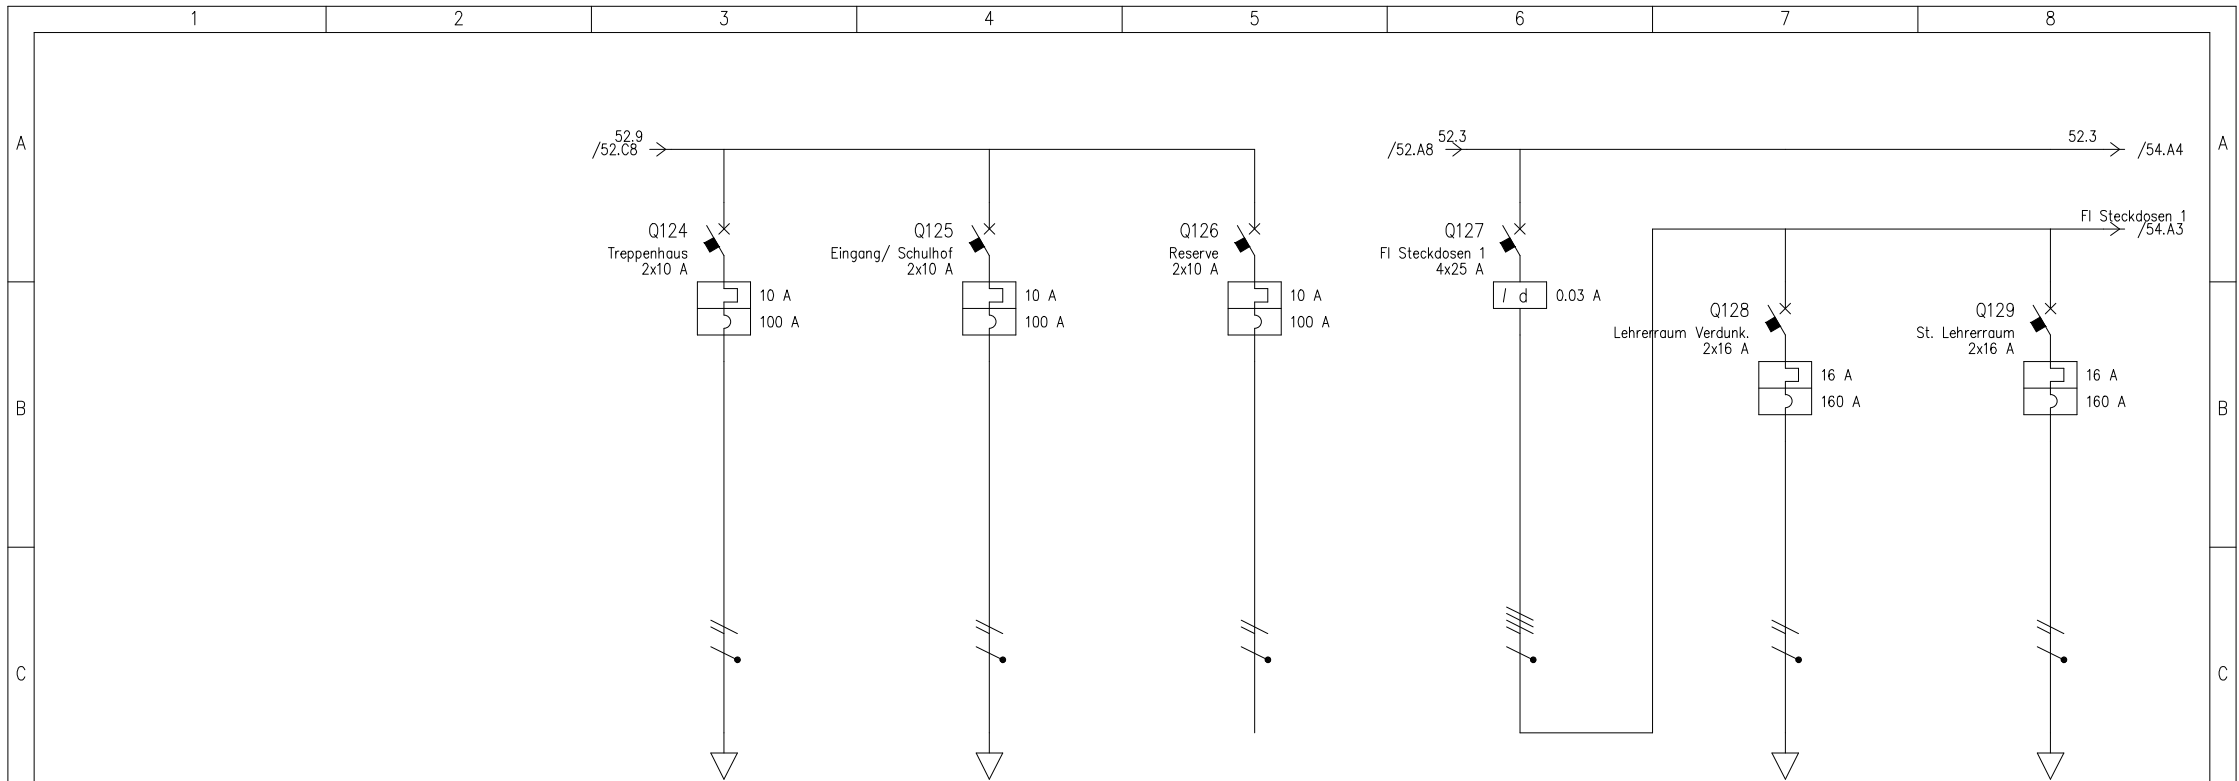 1 2 3 4 5 6 7 8
A A
52.9
/52.C8
52.3
/52.A8
52.3
/54.A4
FI Steckdosen 1
/54.A3
Q124
Treppenhaus
2x10 A
10 A
100 A
Q125
Eingang/ Schulhof
2x10 A
10 A
100 A
Q126
Reserve
2x10 A
10 A
100 A
Q127
FI Steckdosen 1
4x25 A
I d 0.03 A
Q128
Lehrerraum Verdunk.
2x16 A
16 A
160 A
Q129
St. Lehrerraum
2x16 A
16 A
160 A
B B
C C